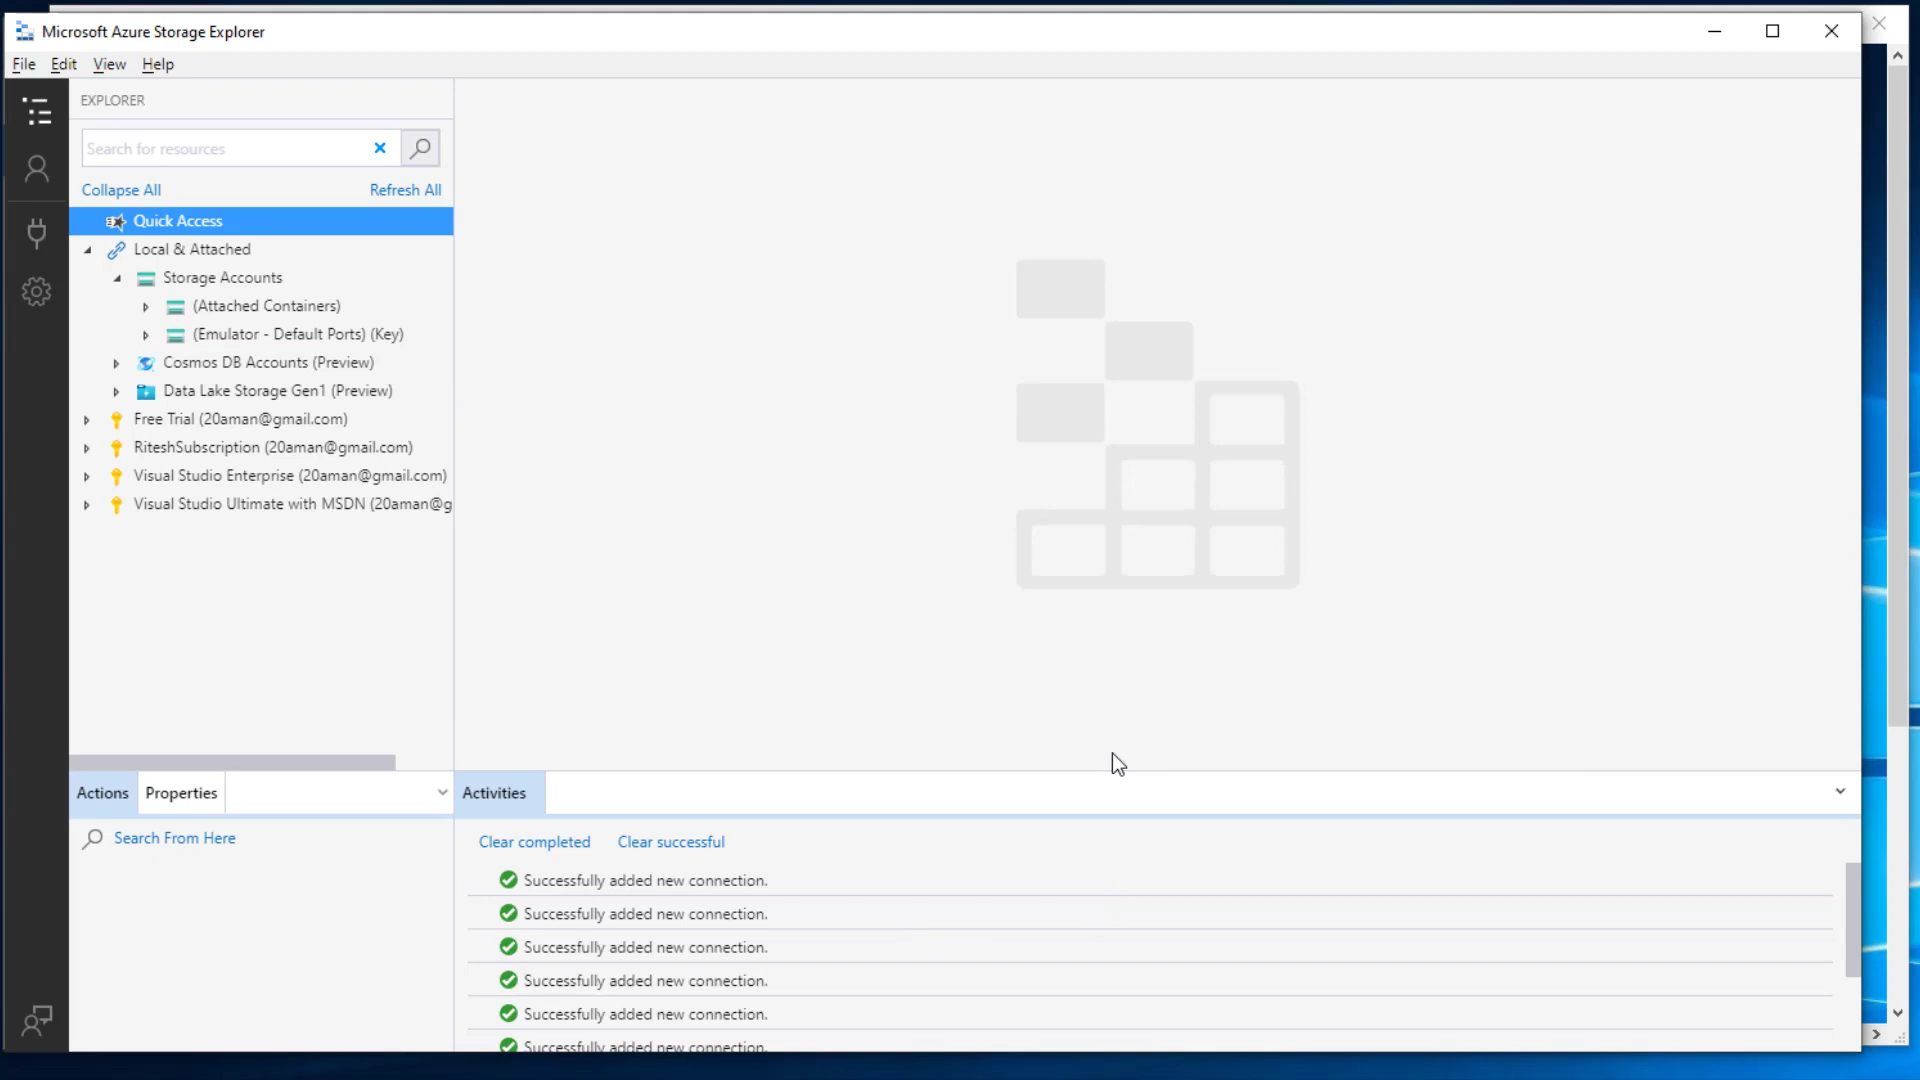 Microsoft Azure Storage Explorer
File Edit View Help
EXPLORER
Search for resources
Collapse All Refresh All
Quick Access
Local & Attached
Storage Accounts
(Attached Containers)
(Emulator - Default Ports) (Key)
Cosmos DB Accounts (Preview)
Data Lake Storage Gen1 (Preview)
Free Trial (20aman@gmail.com)
RiteshSubscription (20aman@gmail.com)
Visual Studio Enterprise (20aman@gmail.com)
Visual Studio Ultimate with MSDN (20aman@g
Actions Properties
Search From Here
Activities
Clear completed Clear successful
Successfully added new connection.
Successfully added new connection.
Successfully added new connection.
Successfully added new connection.
Successfully added new connection.
Successfully added new connection.